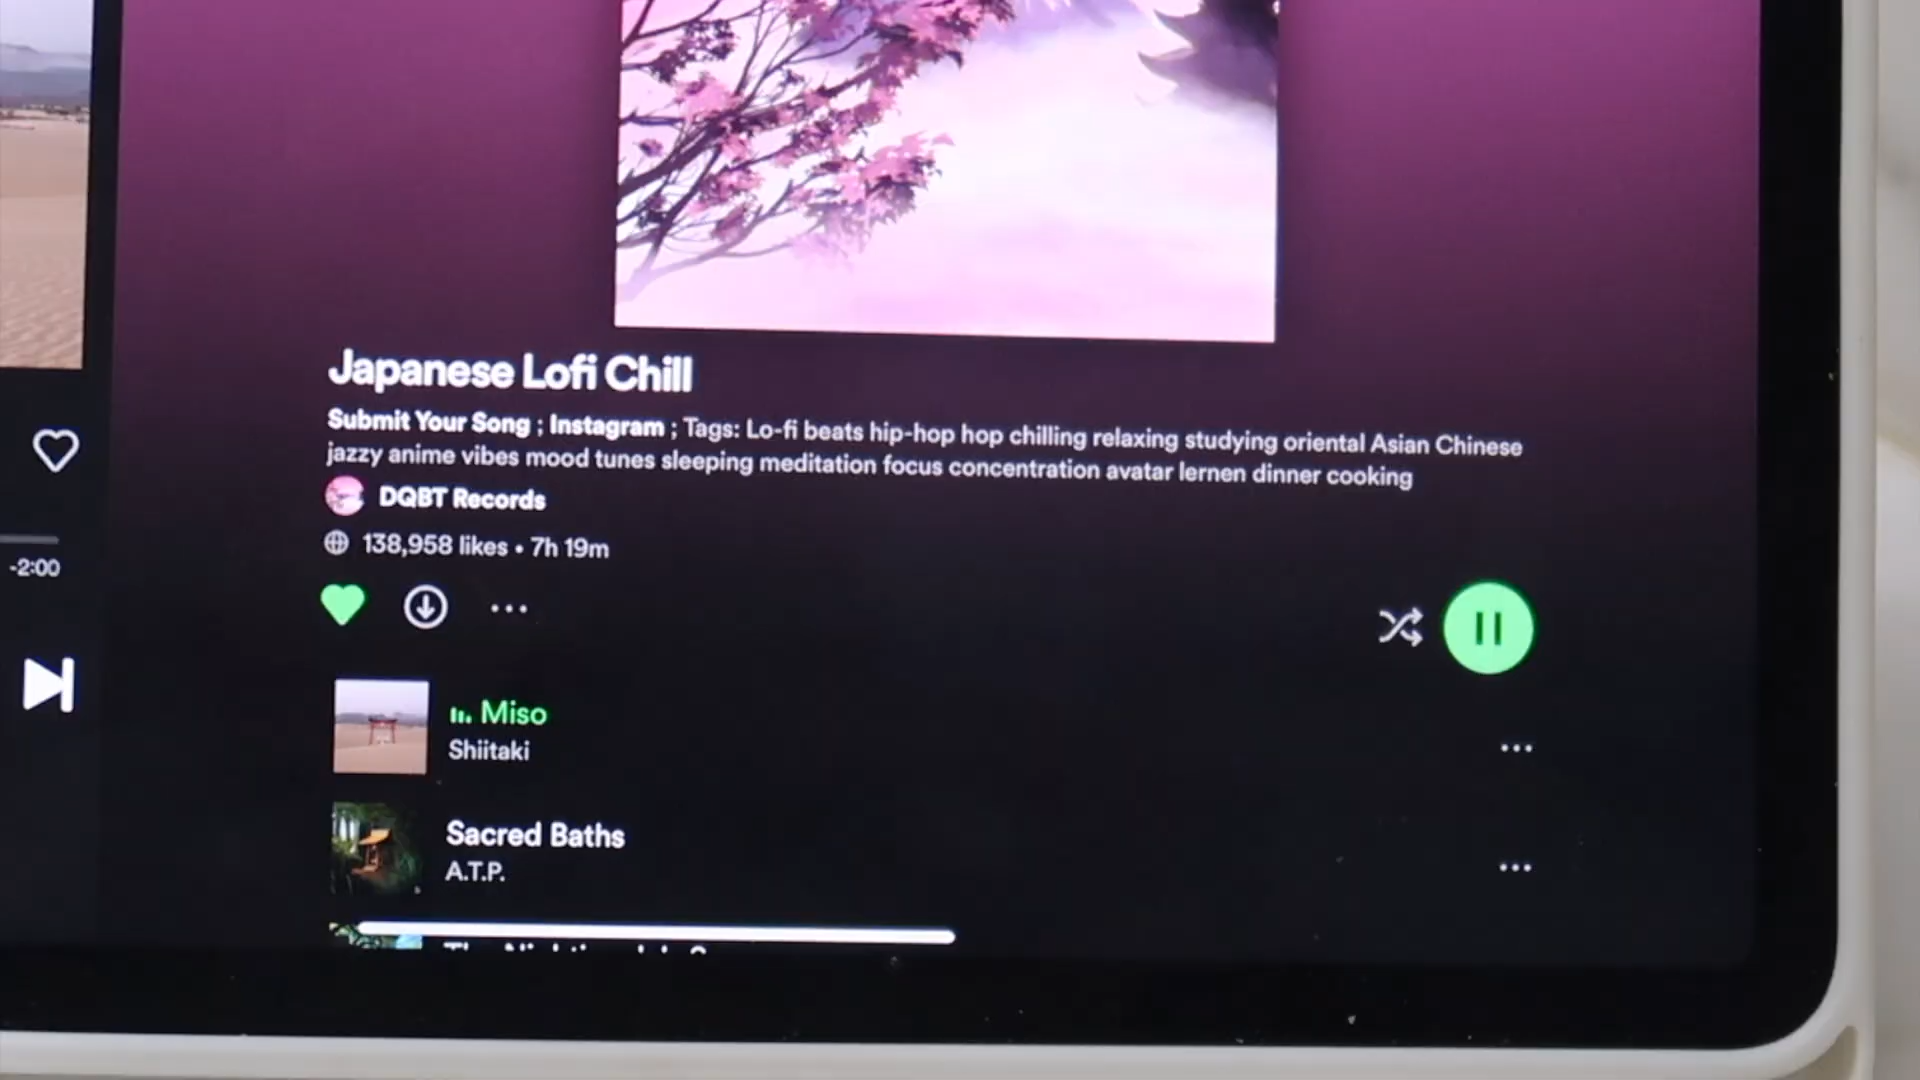 Japanese Lofi Chill
Submit Your Song ; Instagram ; Tags: Lo-fi beats hip-hop hop chilling relaxing studying oriental Asian Chinese
jazzy anime vibes mood tunes sleeping meditation focus concentration avatar lernen dinner cooking
DQBT Records
138,958 likes • 7h 19m
-2:00
Miso
Shiitaki
Sacred Baths
A.T.P.